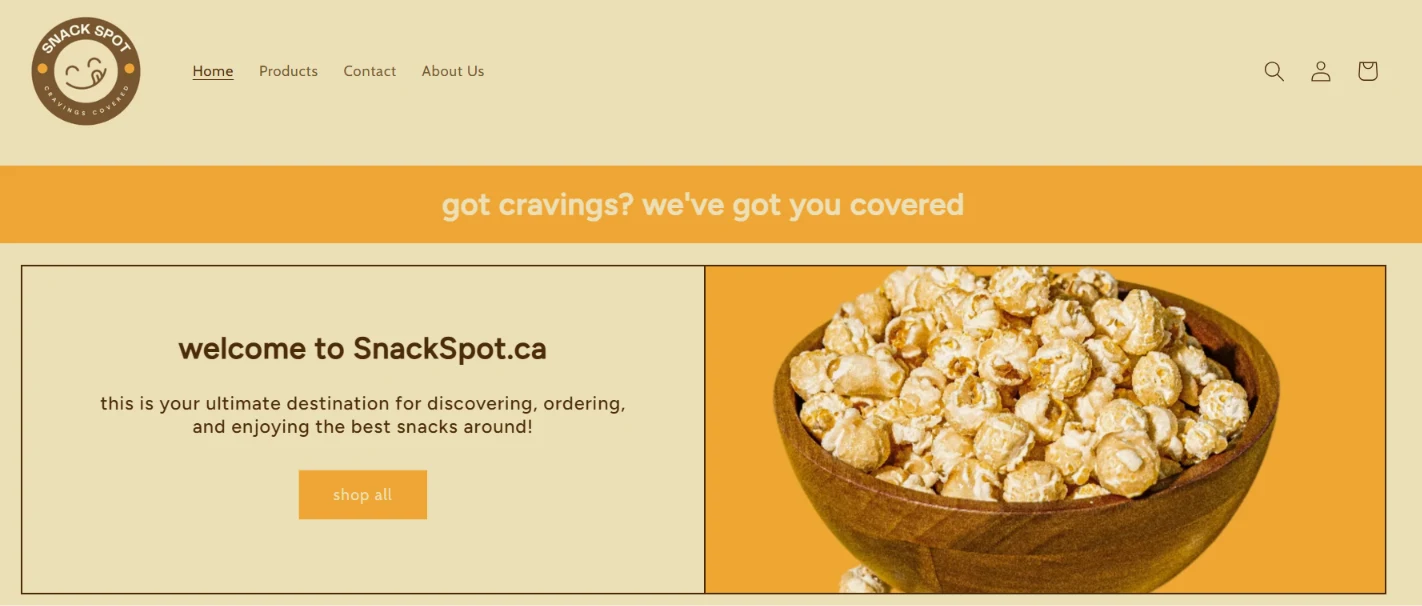 SNACK SPOT
CRAVINGS COVERED
Home Products Contact About Us
got cravings? we've got you covered
welcome to SnackSpot.ca
this is your ultimate destination for discovering, ordering,
and enjoying the best snacks around!
shop all